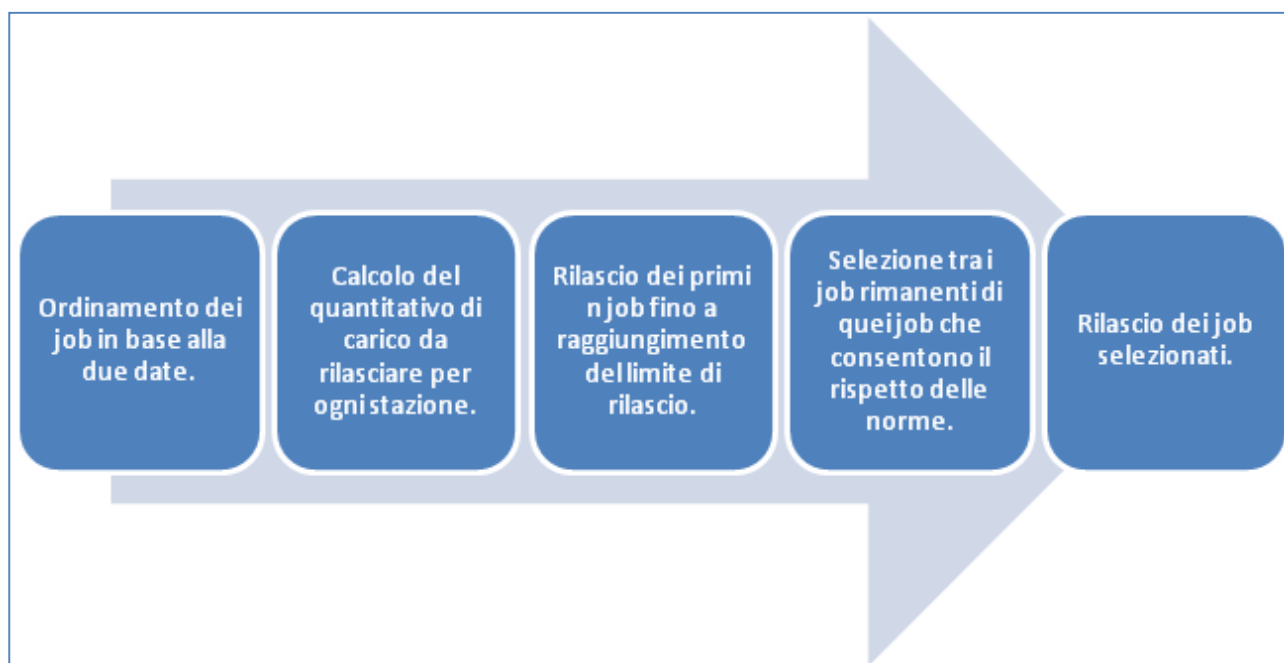 Ordinamento dei
job in base alla
due date.
Calcolo del
quantitativo di
carico da
rilasciare per
ogni stazione.
Rilascio dei primi
n job fino a
raggiungimento
del limite di
rilascio.
Selezione tra i
job rimanenti di
quei job che
consentono il
rispetto delle
norme.
Rilascio dei job
selezionati.